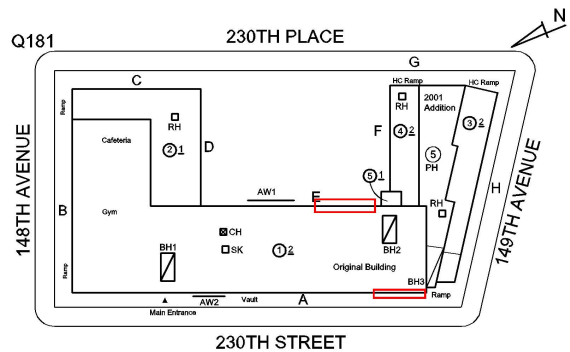 N
Q181
230TH PLACE
G
C
HC Ramp
HC Ramp
Ramp
RH
RH
2001
Addition
3 2
Cafeteria
2 1
D
F
4 2
5
PH
148TH AVENUE
5 1
AW1
E
H
149TH AVENUE
B
Gym
RH
CH
BH1
SK
1 2
BH2
Original Building
Ramp
BH3
AW2
Vault
A
Ramp
Main Entrance
230TH STREET